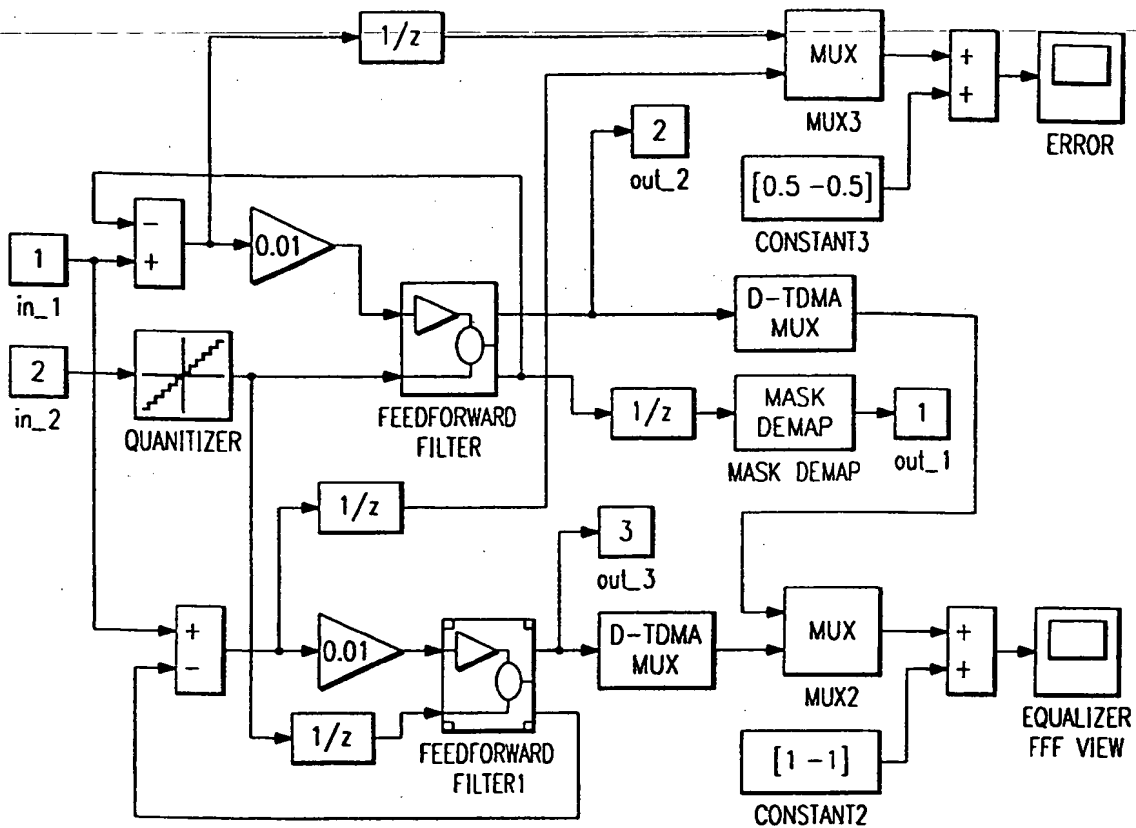 1/z
MUX
MUX3
+
+
ERROR
2
out_2
[0.5 -0.5]
CONSTANT3
-
+
0.01
1
in_1
2
in_2
QUANITIZER
FEEDFORWARD
FILTER
D-TDMA
MUX
1/z
MASK
DEMAP
MASK DEMAP
1
out_1
1/z
3
out_3
+
-
0.01
1/z
FEEDFORWARD
FILTER1
D-TDMA
MUX
MUX
MUX2
+
+
EQUALIZER
FFF VIEW
[1 -1]
CONSTANT2